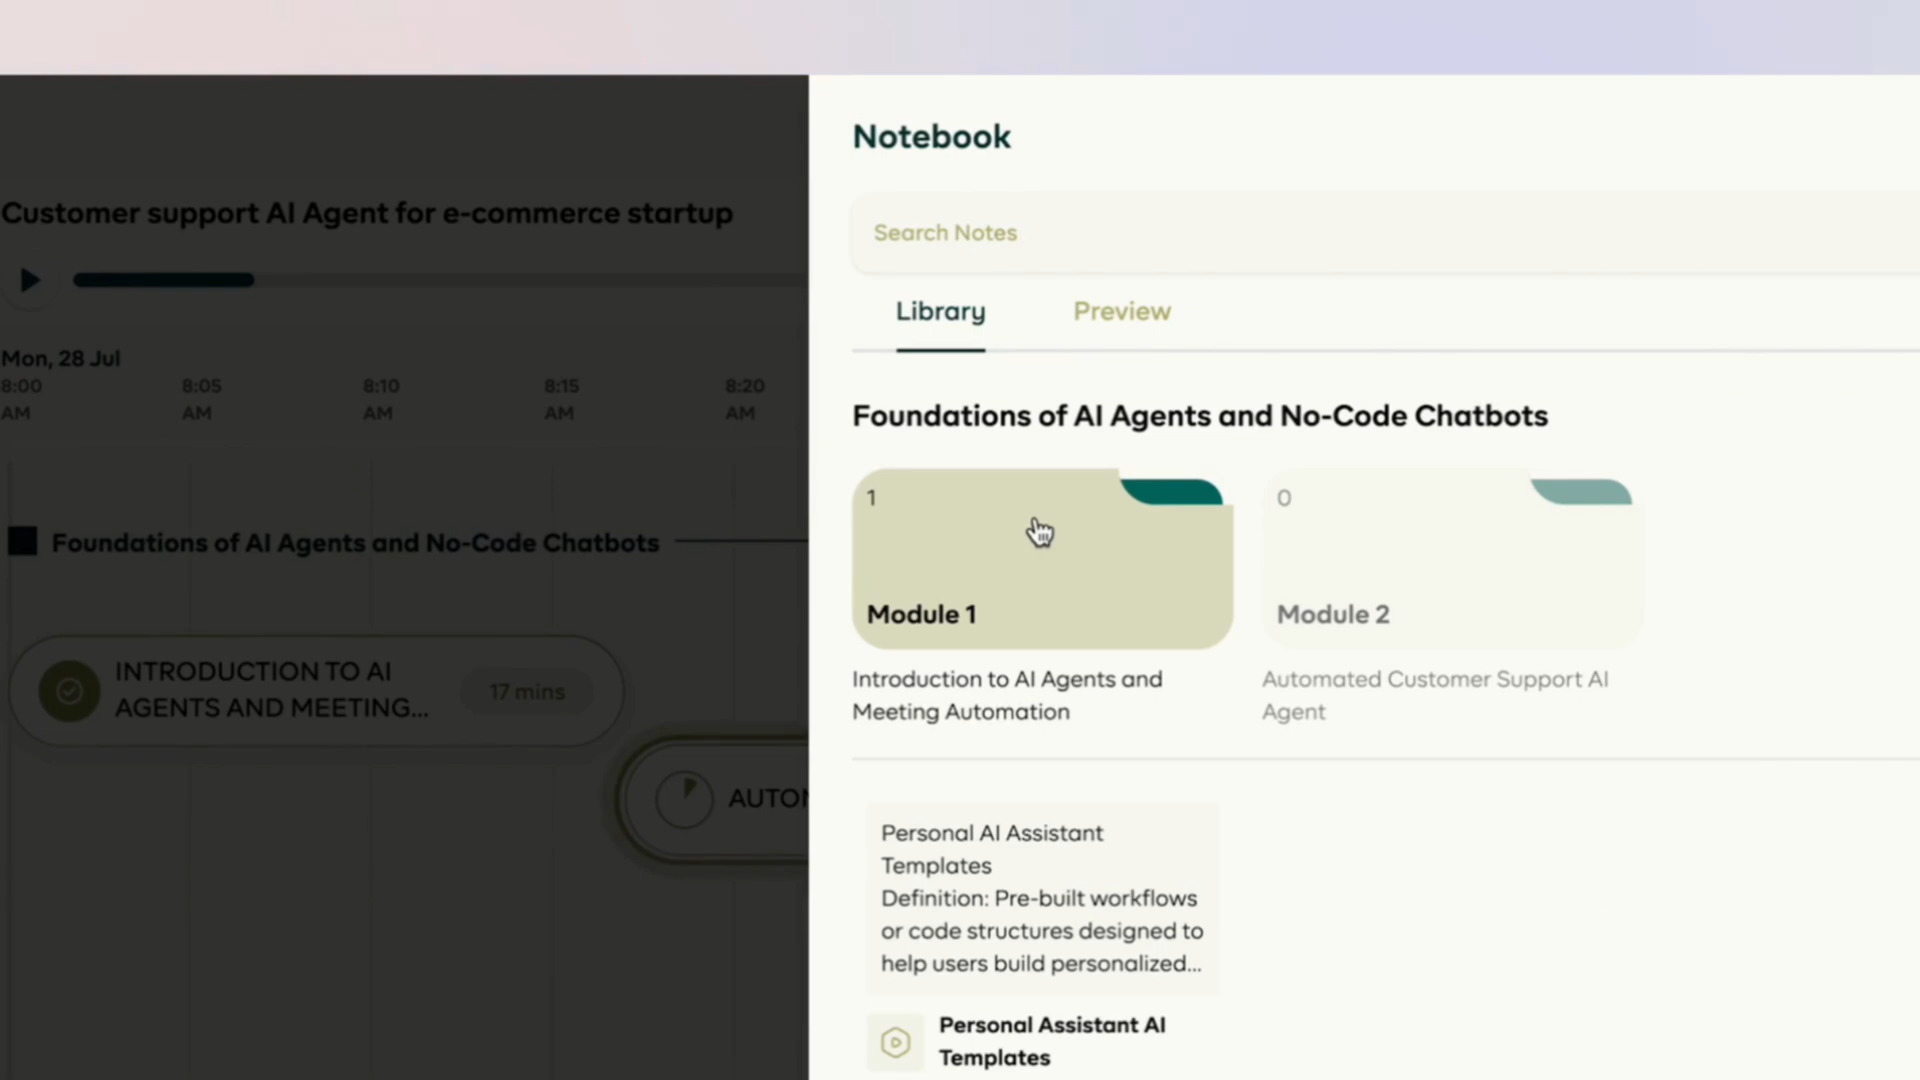 Customer support AI Agent for e-commerce startup
Mon, 28 Jul
8:00 AM
8:05 AM
8:10 AM
8:15 AM
8:20 AM
Foundations of AI Agents and No-Code Chatbots
INTRODUCTION TO AI
AGENTS AND MEETING...
17 mins
Notebook
Search Notes
Library
Preview
Foundations of AI Agents and No-Code Chatbots
1
Module 1
Introduction to AI Agents and
Meeting Automation
0
Module 2
Automated Customer Support AI
Agent
Personal AI Assistant
Templates
Definition: Pre-built workflows
or code structures designed to
help users build personalized...
Personal Assistant AI
Templates